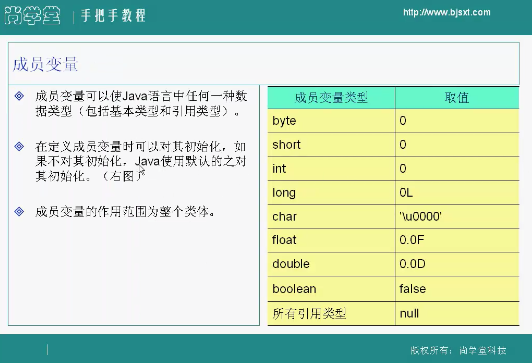 尚学堂 手把手教程
http://www.bjsxt.com
成员变量
成员变量可以使Java语言中任何一种数
据类型（包括基本类型和引用类型）。
在定义成员变量时可以对其初始化，如
果不对其初始化，Java使用默认的之对
其初始化。（右图）
成员变量的作用范围为整个类体。
成员变量类型 取值
byte 0
short 0
int 0
long 0L
char '\u0000'
float 0.0F
double 0.0D
boolean false
所有引用类型 null
版权所有：尚学堂科技